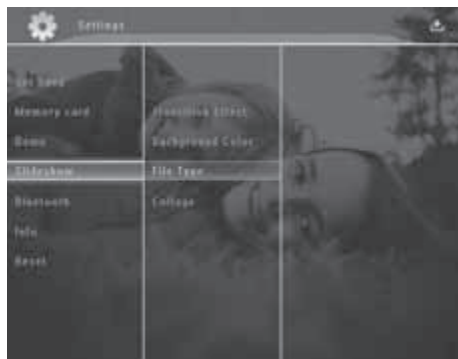 Settings
Memory card
Demo
Slideshow
Bluetooth
Info
Reset
Transition Effect
Background Color
File Type
Collage